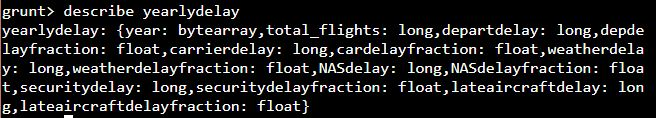 grunt> describe yearlydelay
yearlydelay: {year: bytearray,total_flights: long,departdelay: long,depde
layfraction: float,carrierdelay: long,cardelayfraction: float,weatherdela
y: long,weatherdelayfraction: float,NASdelay: long,NASdelayfraction: floa
t,securitydelay: long,securitydelayfraction: float,lateaircraftdelay: lon
g,lateaircraftdelayfraction: float}